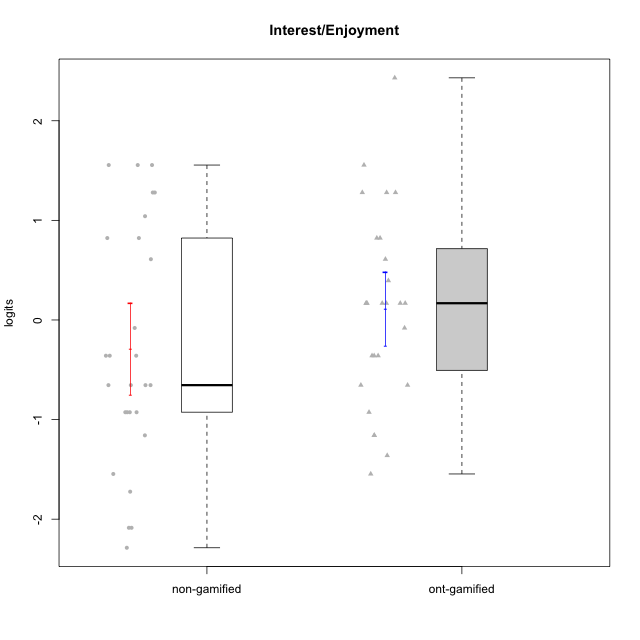 Interest/Enjoyment
logits
2
1
0
-1
-2
non-gamified
ont-gamified